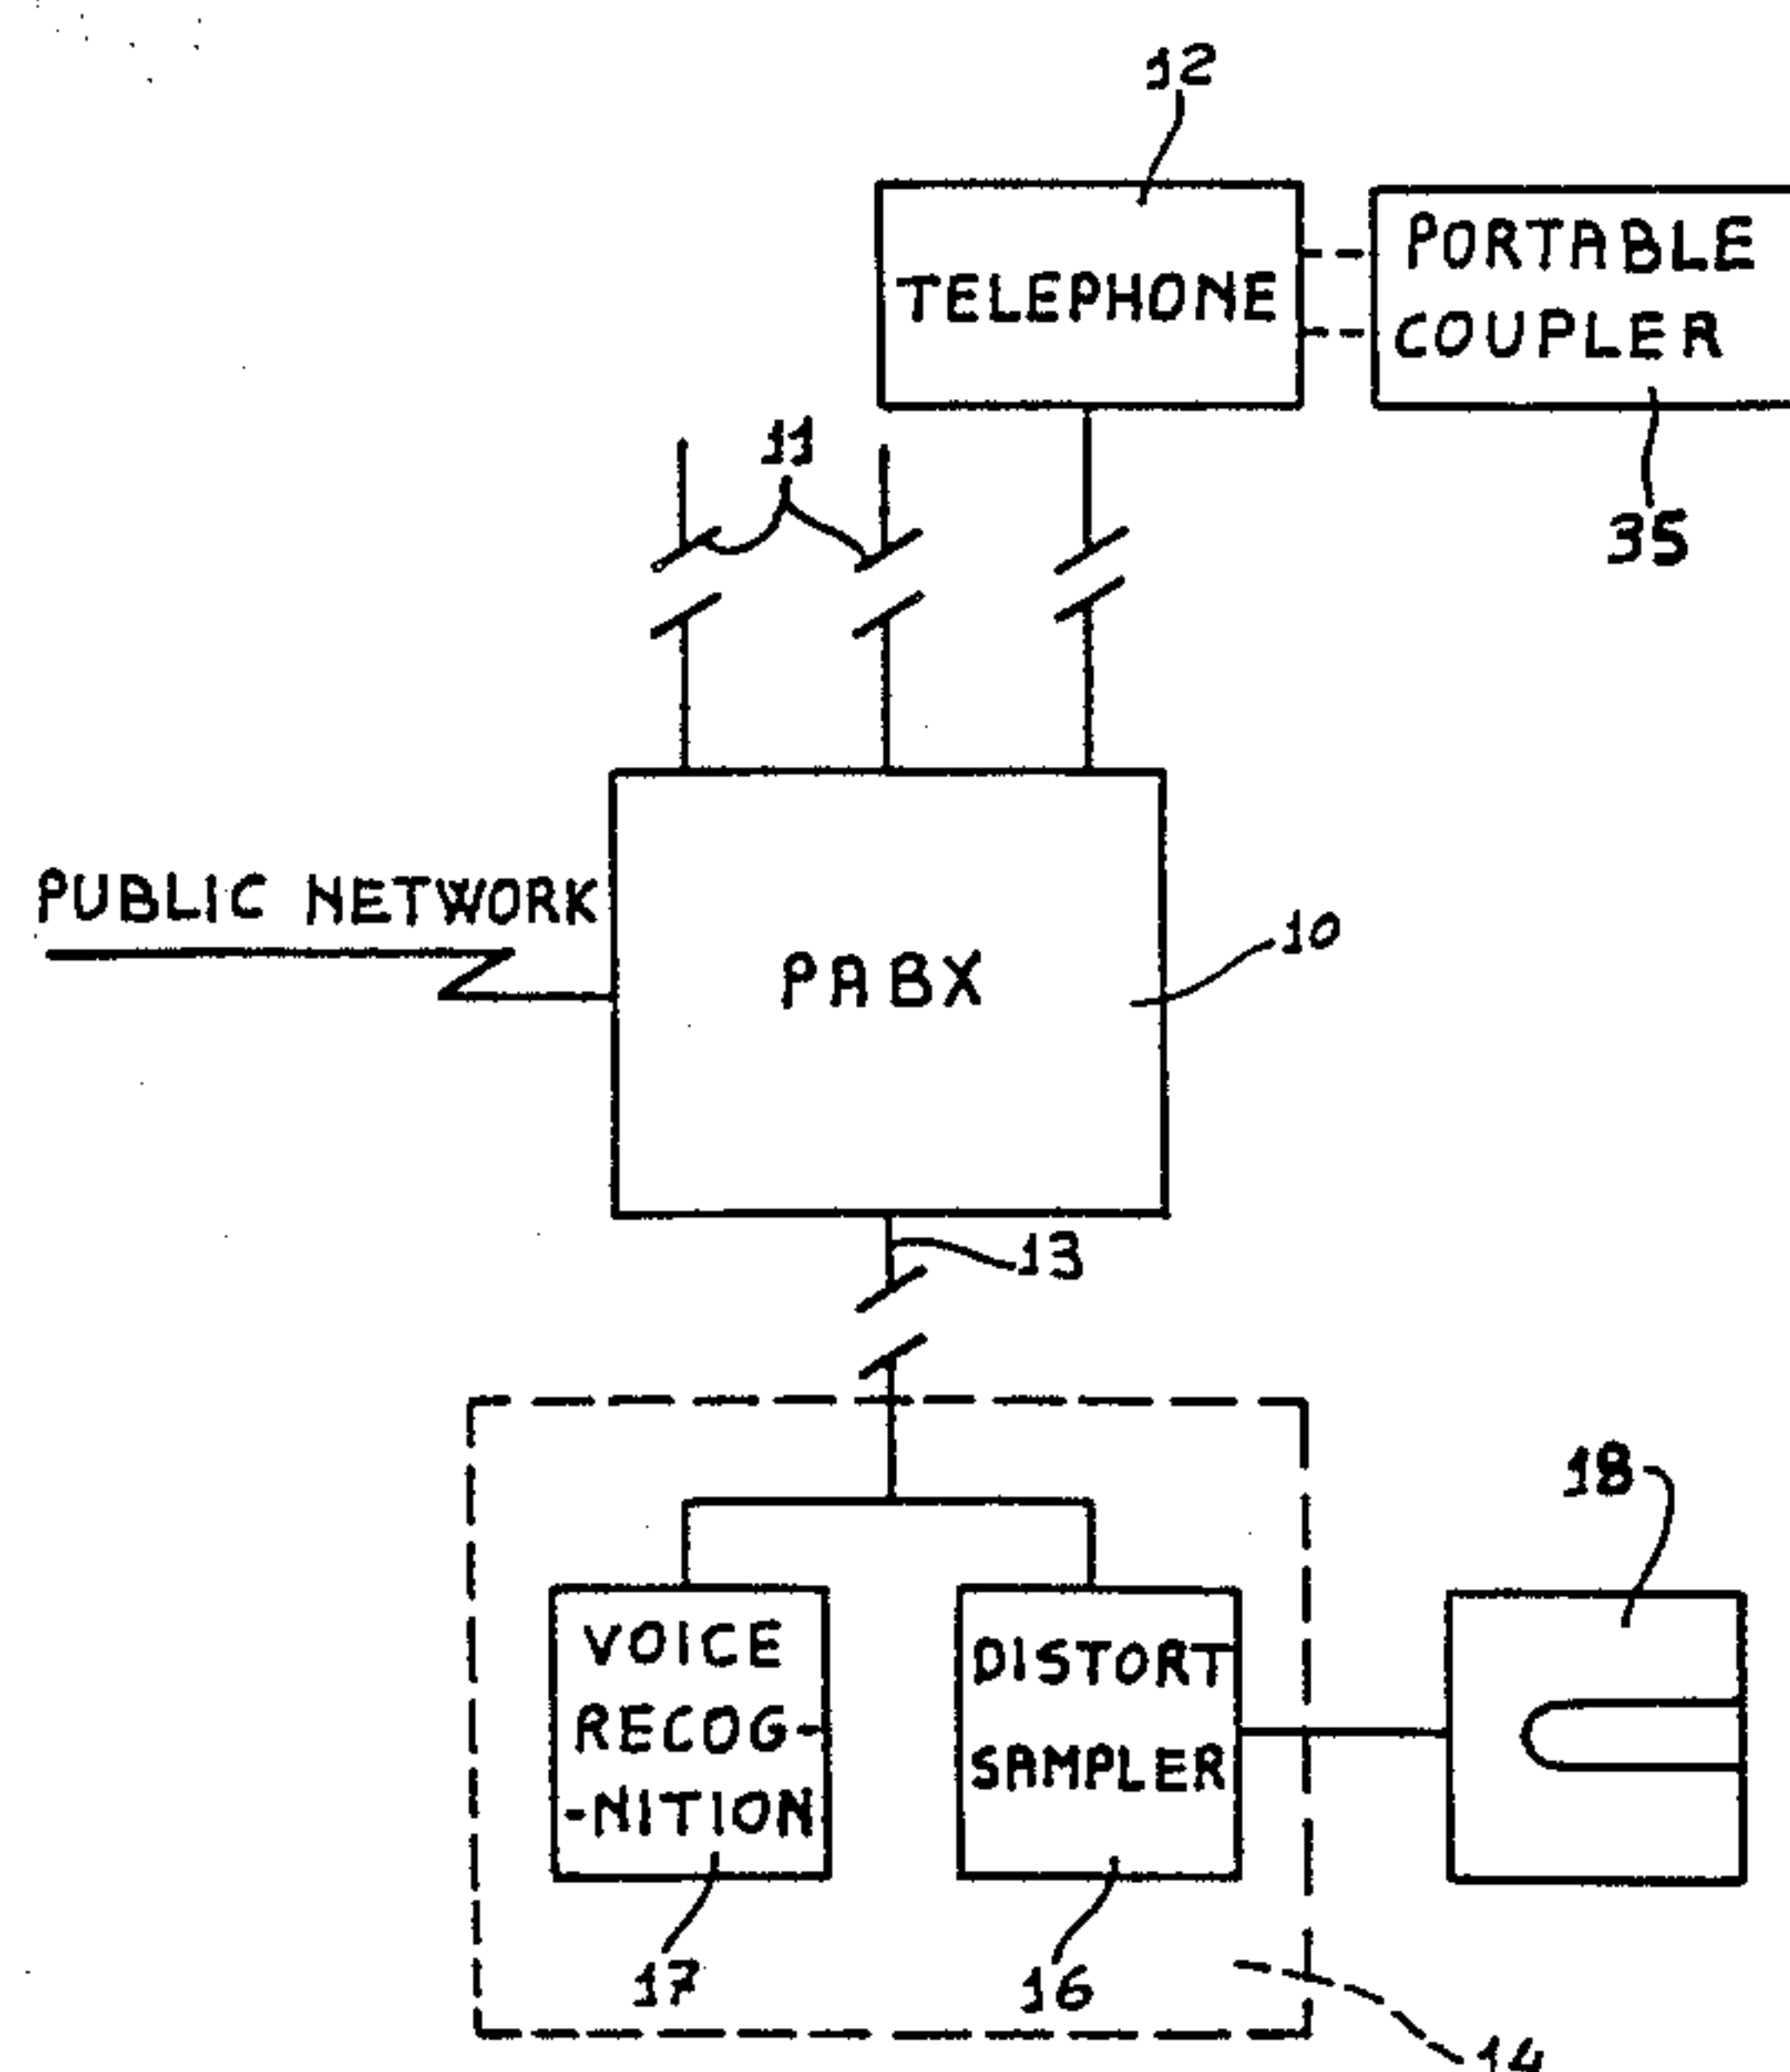 12
TELEPHONE
PORTABLE
COUPLER
11
35
PUBLIC NETWORK
PABX
10
13
18
VOICE
RECOG-
-NITION
DISTORT
SAMPLER
17
16
14